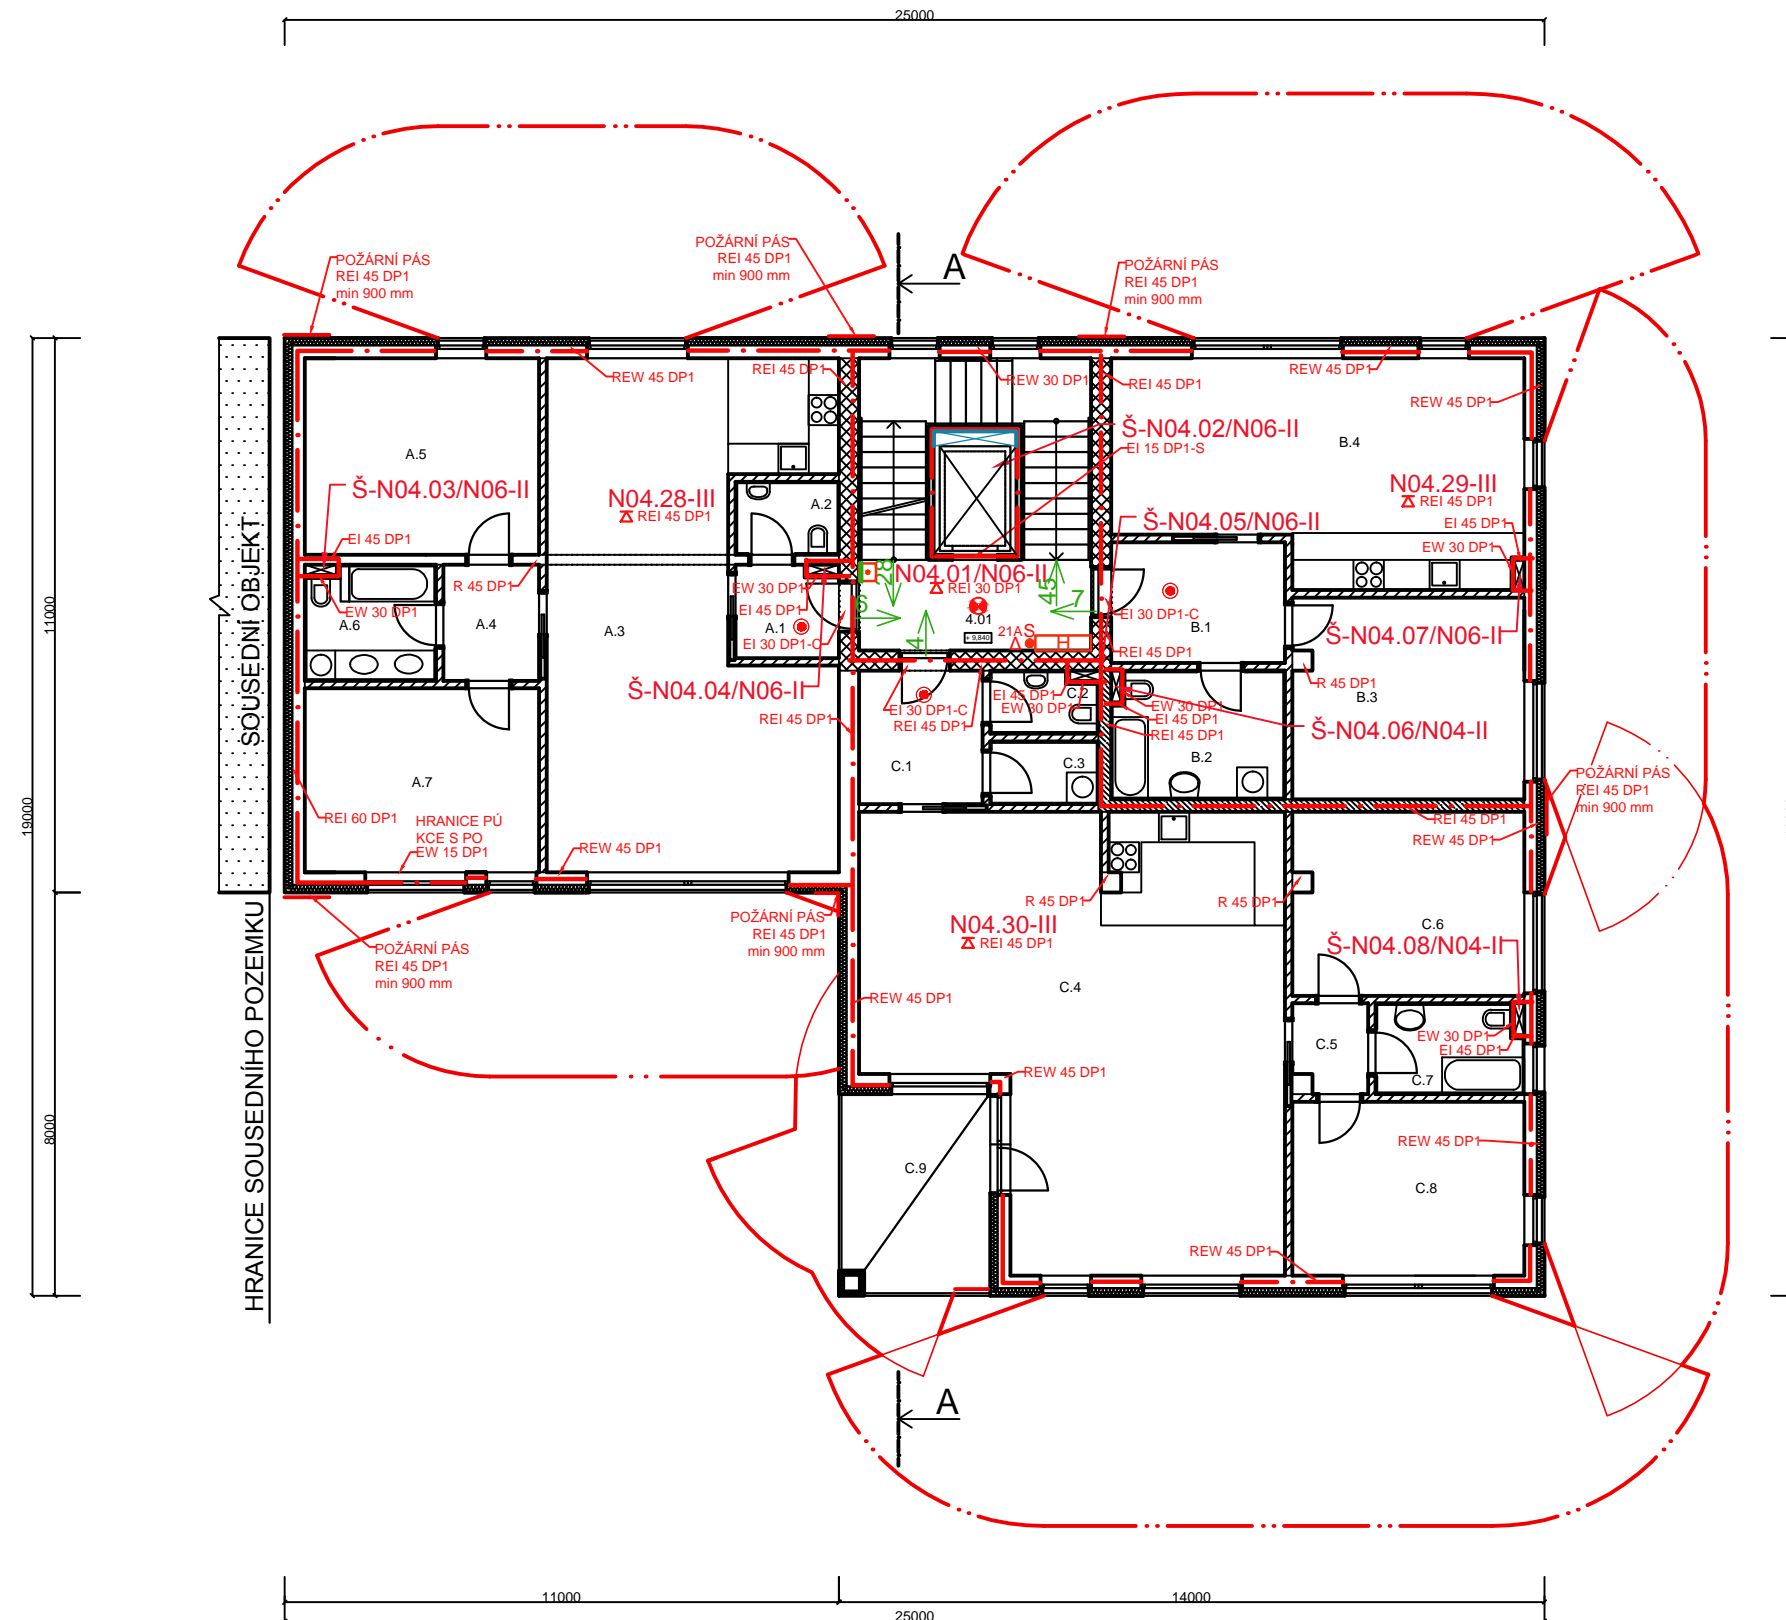 25000
POŽÁRNÍ PÁS
REI 45 DP1
min 900 mm
POŽÁRNÍ PÁS
REI 45 DP1
min 900 mm
A
POŽÁRNÍ PÁS
REI 45 DP1
min 900 mm
REW 45 DP1
REI 45 DP1
REW 30 DP1
REI 45 DP1
REW 45 DP1
REW 45 DP1
A.5
Š-N04.03/N06-II
EI 45 DP1
N04.28-III
REI 45 DP1
A.2
Š-N04.02/N06-II
EI 15 DP1-S
B.4
N04.29-III
REI 45 DP1
Š-N04.05/N06-II
EI 45 DP1
EW 30 DP1
R 45 DP1
EW 30 DP1
A.6
A.4
A.3
EW 30 DP1
EI 45 DP1
A.1
EI 30 DP1-C
28
6
4
N04.01/N06-II
REI 30 DP1
4.01
+ 9,840
45
7
21A
S
H
EI 30 DP1-C
B.1
REI 45 DP1
Š-N04.07/N06-II
R 45 DP1
B.3
Š-N04.04/N06-II
REI 45 DP1
EI 30 DP1-C
REI 45 DP1
EI 45 DP1
C.2
EW 30 DP1
EW 30 DP1
EI 45 DP1
REI 45 DP1
Š-N04.06/N04-II
B.2
C.1
C.3
SOUSEDNÍ OBJEKT
A.7
REI 60 DP1
HRANICE PÚ
KCE S PO
EW 15 DP1
REW 45 DP1
POŽÁRNÍ PÁS
REI 45 DP1
min 900 mm
REI 45 DP1
REW 45 DP1
R 45 DP1
R 45 DP1
N04.30-III
REI 45 DP1
C.6
Š-N04.08/N04-II
POŽÁRNÍ PÁS
REI 45 DP1
min 900 mm
POŽÁRNÍ PÁS
REI 45 DP1
min 900 mm
REW 45 DP1
C.4
C.5
EW 30 DP1
EI 45 DP1
C.7
REW 45 DP1
REW 45 DP1
C.9
C.8
REW 45 DP1
HRANICE SOUSEDNÍHO POZEMKU
11000
19000
8000
A
11000
14000
25000